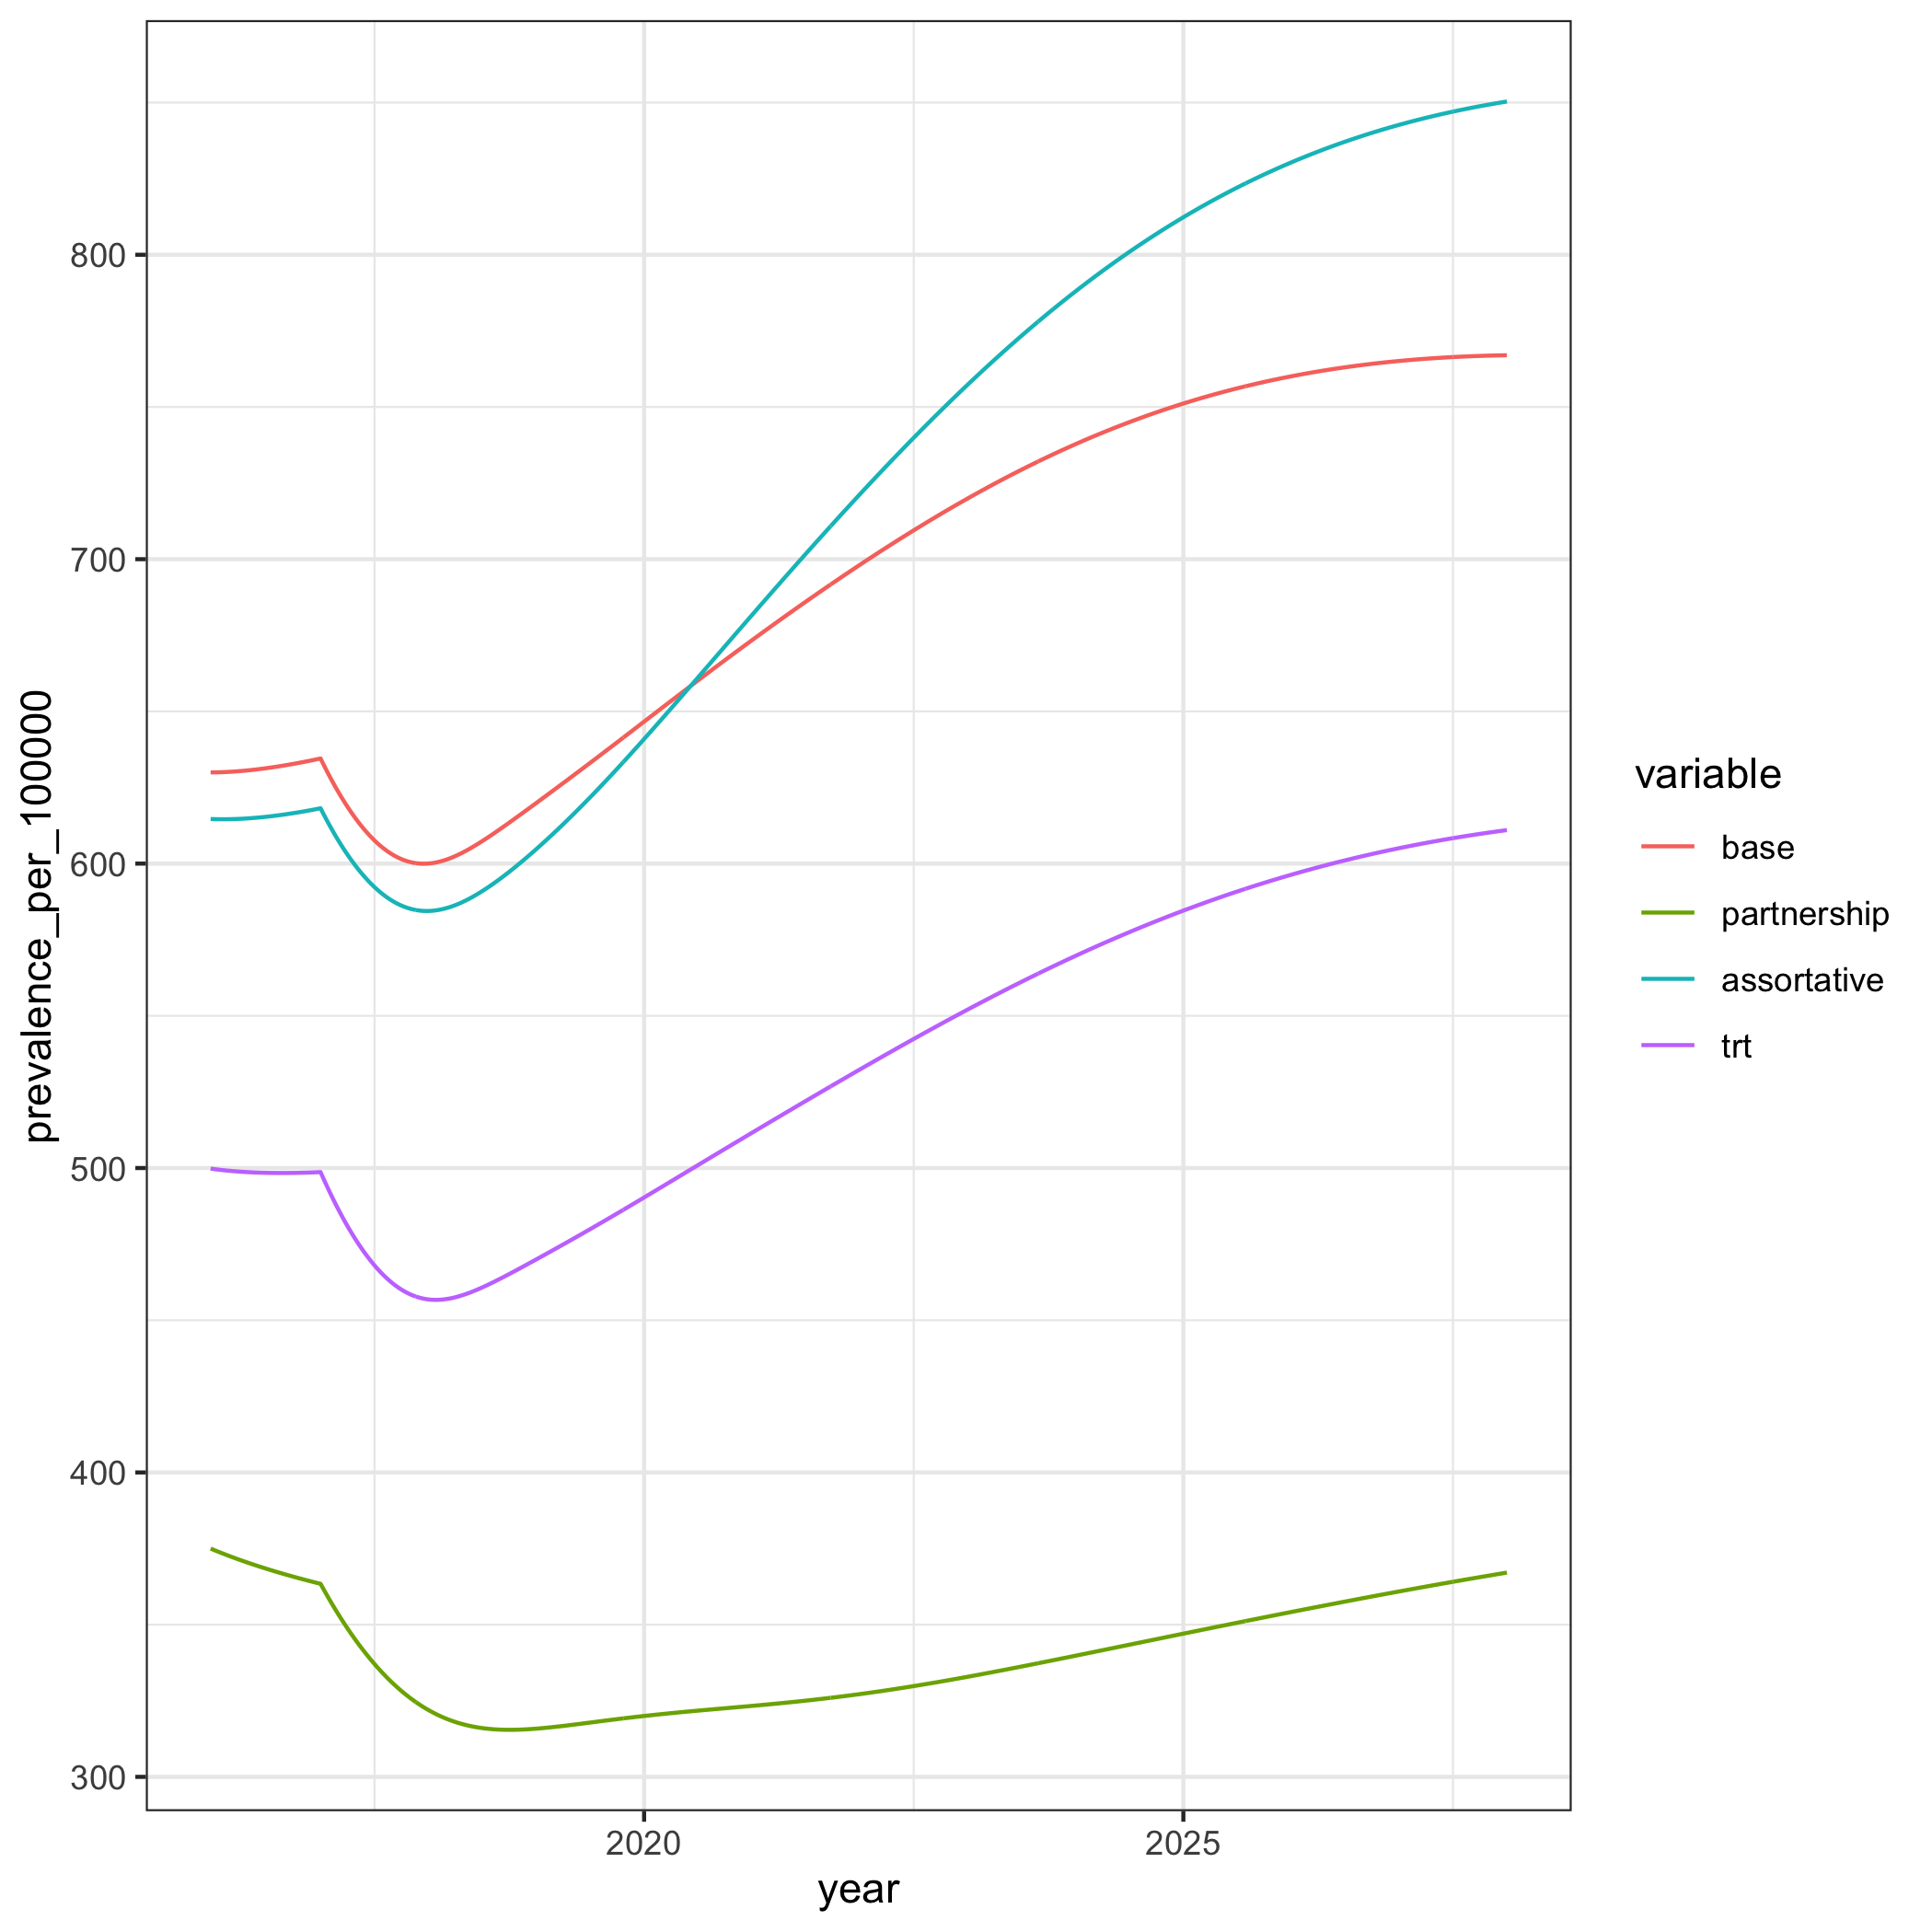 prevalence_per_100000
800
700
600
500
400
300
2020
2025
year
variable
base
partnership
assortative
trt